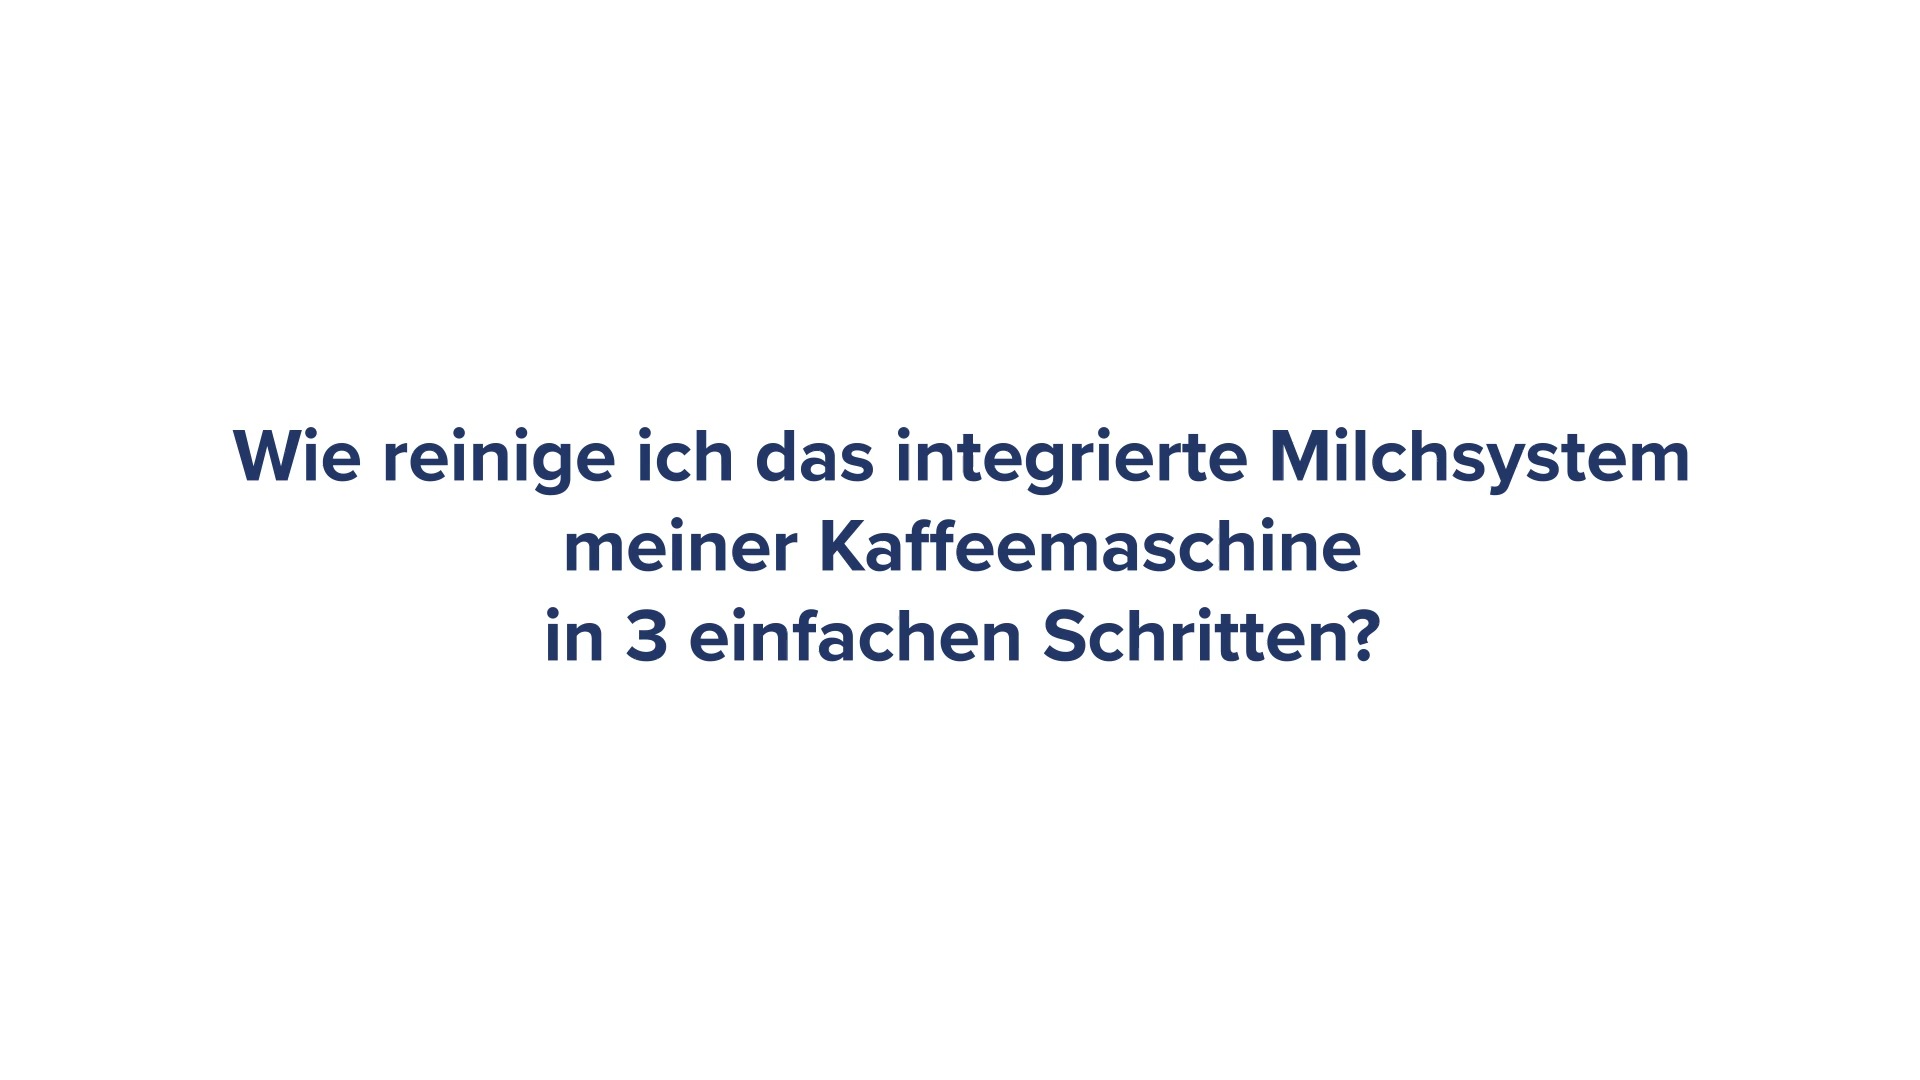 Wie reinige ich das integrierte Milchsystem
meiner Kaffeemaschine
in 3 einfachen Schritten?